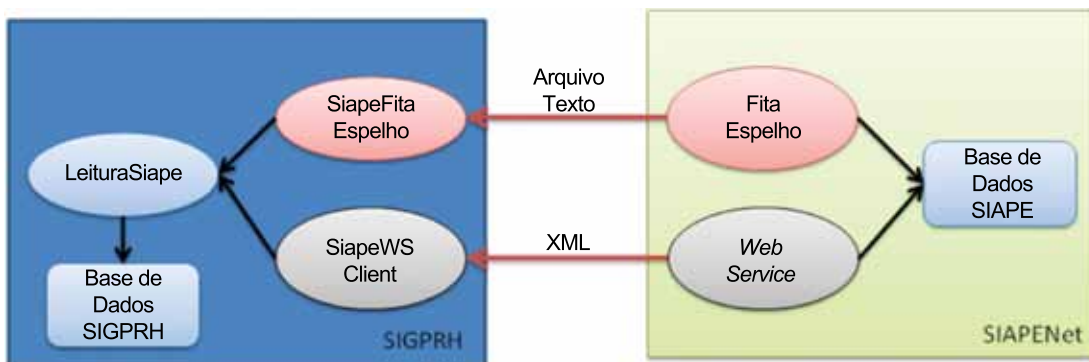 LeituraSiape
SiapeFita
Espelho
SiapeWS
Client
Base de
Dados
SIGPRH
SIGPRH
Arquivo
Texto
XML
Fita
Espelho
Web
Service
Base de
Dados
SIAPE
SIAPENet